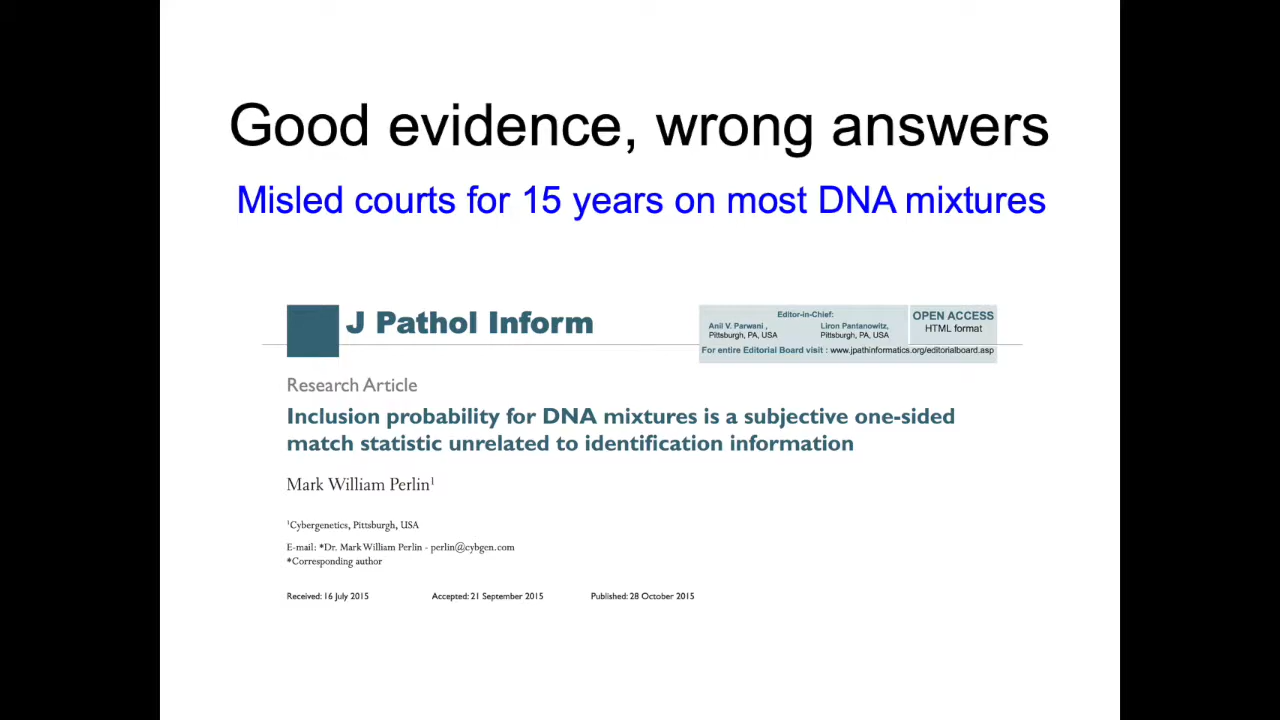 Good evidence, wrong answers
Misled courts for 15 years on most DNA mixtures
J Pathol Inform
Editor-in-Chief:
Anil V. Parwani ,
Pittsburgh, PA, USA
Liron Pantanowitz,
Pittsburgh, PA, USA
OPEN ACCESS
HTML format
For entire Editorial Board visit : www.jpathinformatics.org/editorialboard.asp
Research Article
Inclusion probability for DNA mixtures is a subjective one-sided
match statistic unrelated to identification information
Mark William Perlin¹
¹Cybergenetics, Pittsburgh, USA
E-mail: *Dr. Mark William Perlin - perlin@cybgen.com
*Corresponding author
Received: 16 July 2015 Accepted: 21 September 2015 Published: 28 October 2015